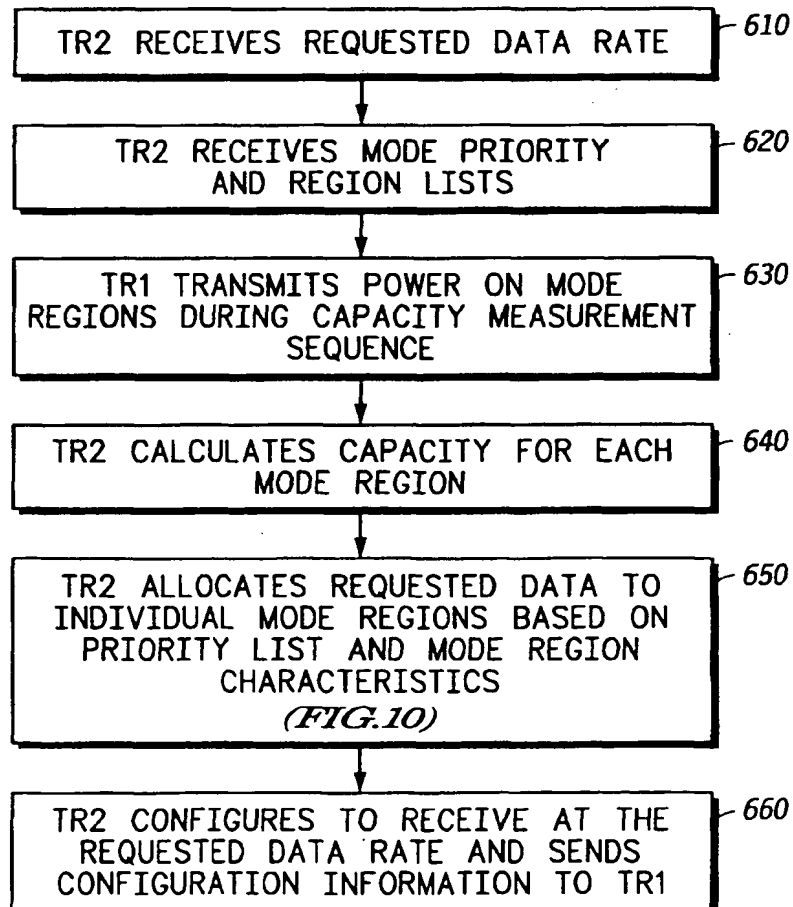 TR2 RECEIVES REQUESTED DATA RATE
610
TR2 RECEIVES MODE PRIORITY
AND REGION LISTS
620
TR1 TRANSMITS POWER ON MODE
REGIONS DURING CAPACITY MEASUREMENT
SEQUENCE
630
TR2 CALCULATES CAPACITY FOR EACH
MODE REGION
640
TR2 ALLOCATES REQUESTED DATA TO
INDIVIDUAL MODE REGIONS BASED ON
PRIORITY LIST AND MODE REGION
CHARACTERISTICS
(FIG.10)
650
TR2 CONFIGURES TO RECEIVE AT THE
REQUESTED DATA RATE AND SENDS
CONFIGURATION INFORMATION TO TR1
660